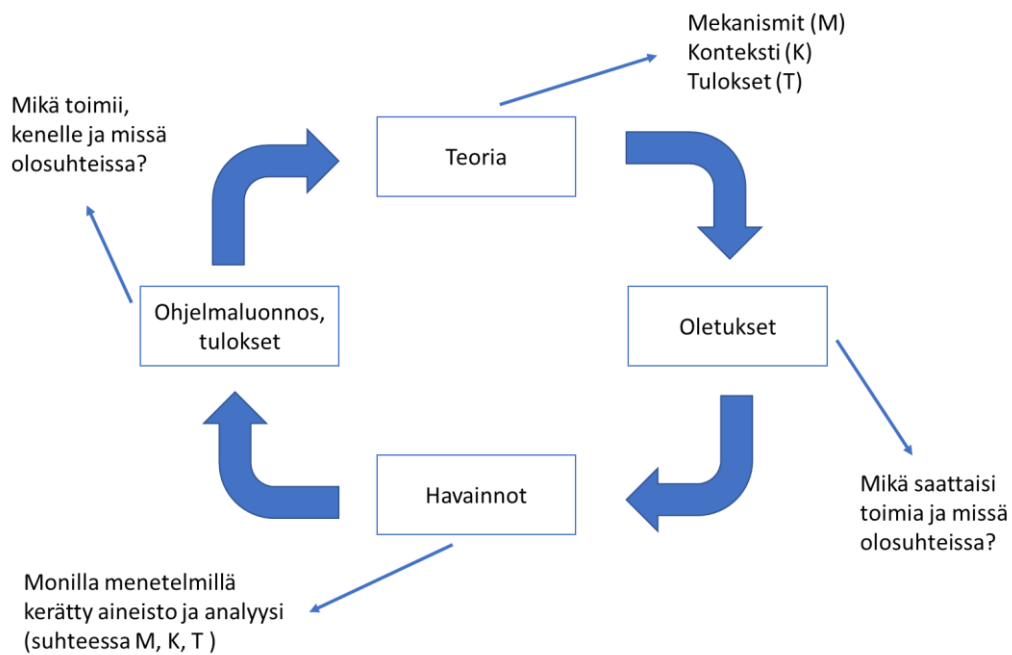 Mekanismit (M)
Konteksti (K)
Tulokset (T)
Mikä toimii,
kenelle ja missä
olosuhteissa?
Teoria
Ohjelmaluonnos,
tulokset
Oletukset
Havainnot
Mikä saattaisi
toimia ja missä
olosuhteissa?
Monilla menetelmillä
kerätty aineisto ja analyysi
(suhteessa M, K, T )